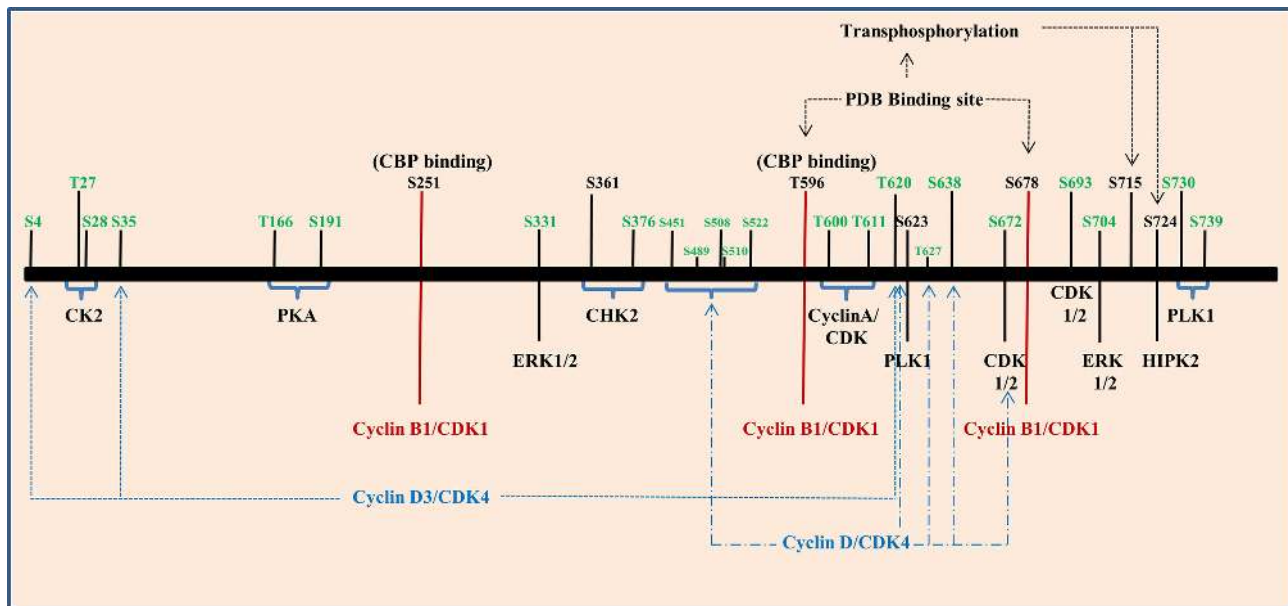 Transphosphorylation
PDB Binding site
(CBP binding)
(CBP binding)
T27
S251
S361
T596
T620
S638
S678
S693
S715
S730
S4
S28
S35
T166
S191
S331
S376
S451
S508
S522
T600
T611
S623
S672
S704
S724
S739
S489
S510
T627
CK2
PKA
CHK2
CyclinA/
CDK
CDK
1/2
PLK1
ERK1/2
PLK1
CDK
1/2
ERK
1/2
HIPK2
Cyclin B1/CDK1
Cyclin B1/CDK1
Cyclin B1/CDK1
Cyclin D3/CDK4
Cyclin D/CDK4